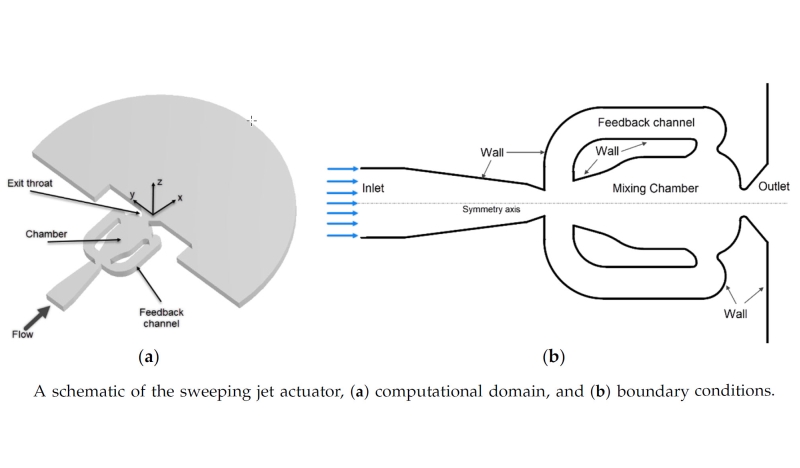 Exit throat
z
y
x
Chamber
Feedback
channel
Flow
(a)
Feedback channel
Wall
Wall
Inlet
Mixing Chamber
Outlet
Symmetry axis
Wall
(b)
A schematic of the sweeping jet actuator, (a) computational domain, and (b) boundary conditions.